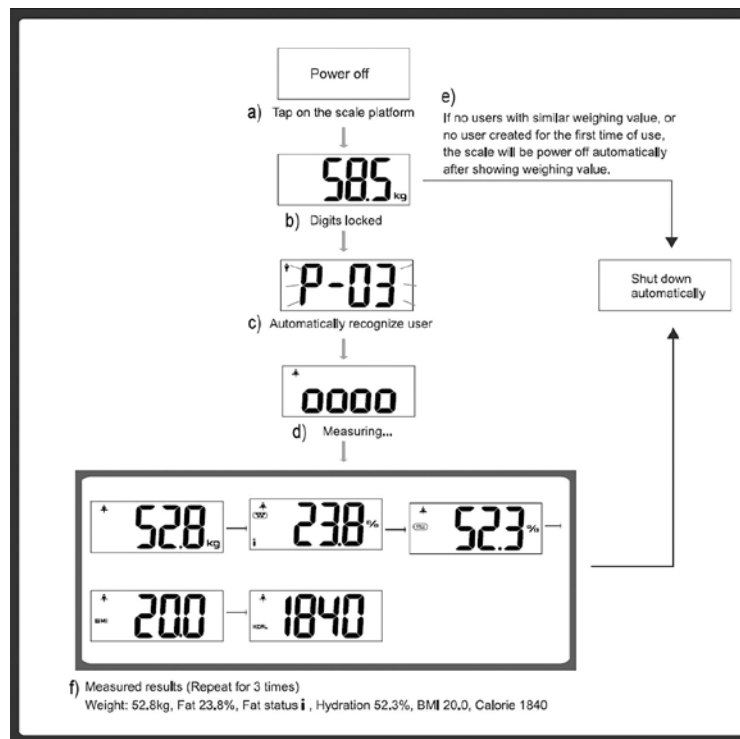 Power off
a) Tap on the scale platform
e)
If no users with similar weighing value, or
no user created for the first time of use,
the scale will be power off automatically
after showing weighing value.
58.5 kg
b) Digits locked
P-03
c) Automatically recognize user
Shut down
automatically
0000
d) Measuring...
52.8 kg
23.8 %
i
52.3 %
BMI 20.0
KCAL 1840
f) Measured results (Repeat for 3 times)
Weight: 52.8kg, Fat 23.8%, Fat status i , Hydration 52.3%, BMI 20.0, Calorie 1840